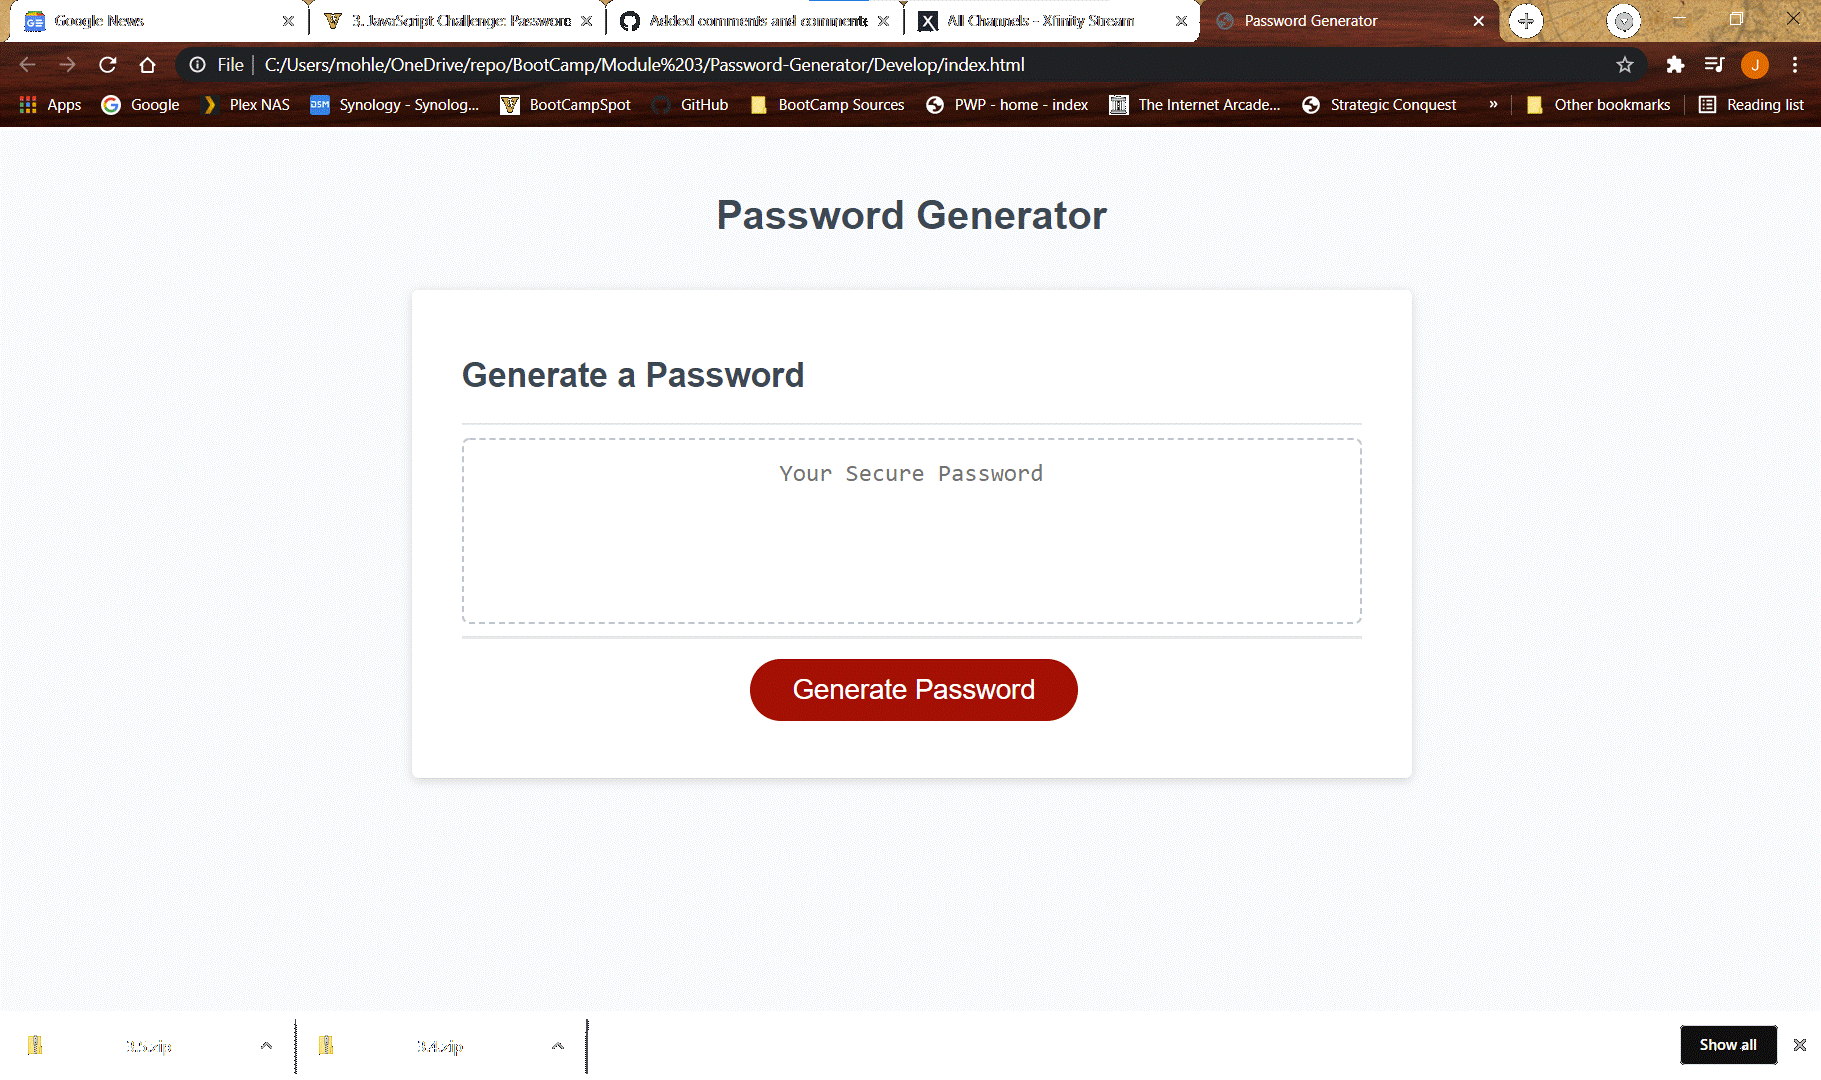 Google News
3. JavaScript Challenge: Password
Added comments and comments
All Channels - Xfinity Stream
Password Generator
File | C:/Users/mohle/OneDrive/repo/BootCamp/Module%203/Password-Generator/Develop/index.html
J
Apps
Google
Plex NAS
DSM
Synology - Synolog...
BootCampSpot
GitHub
BootCamp Sources
PWP - home - index
The Internet Arcade...
Strategic Conquest
»
Other bookmarks
Reading list
Password Generator
Generate a Password
Your Secure Password
Generate Password
3.5.zip
3.4.zip
Show all